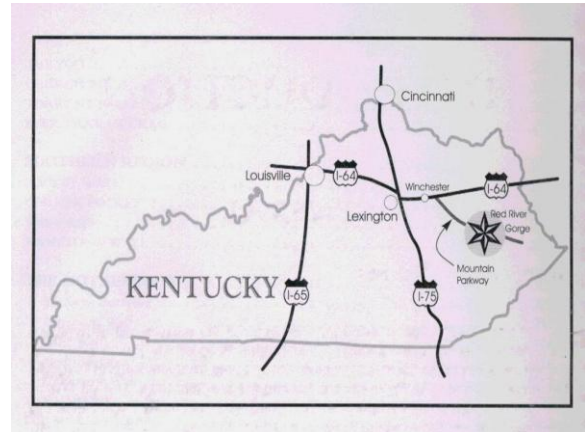 Cincinnati
Louisville
I-64
Winchester
I-64
Lexington
Red River
Gorge
Mountain
Parkway
KENTUCKY
I-65
I-75